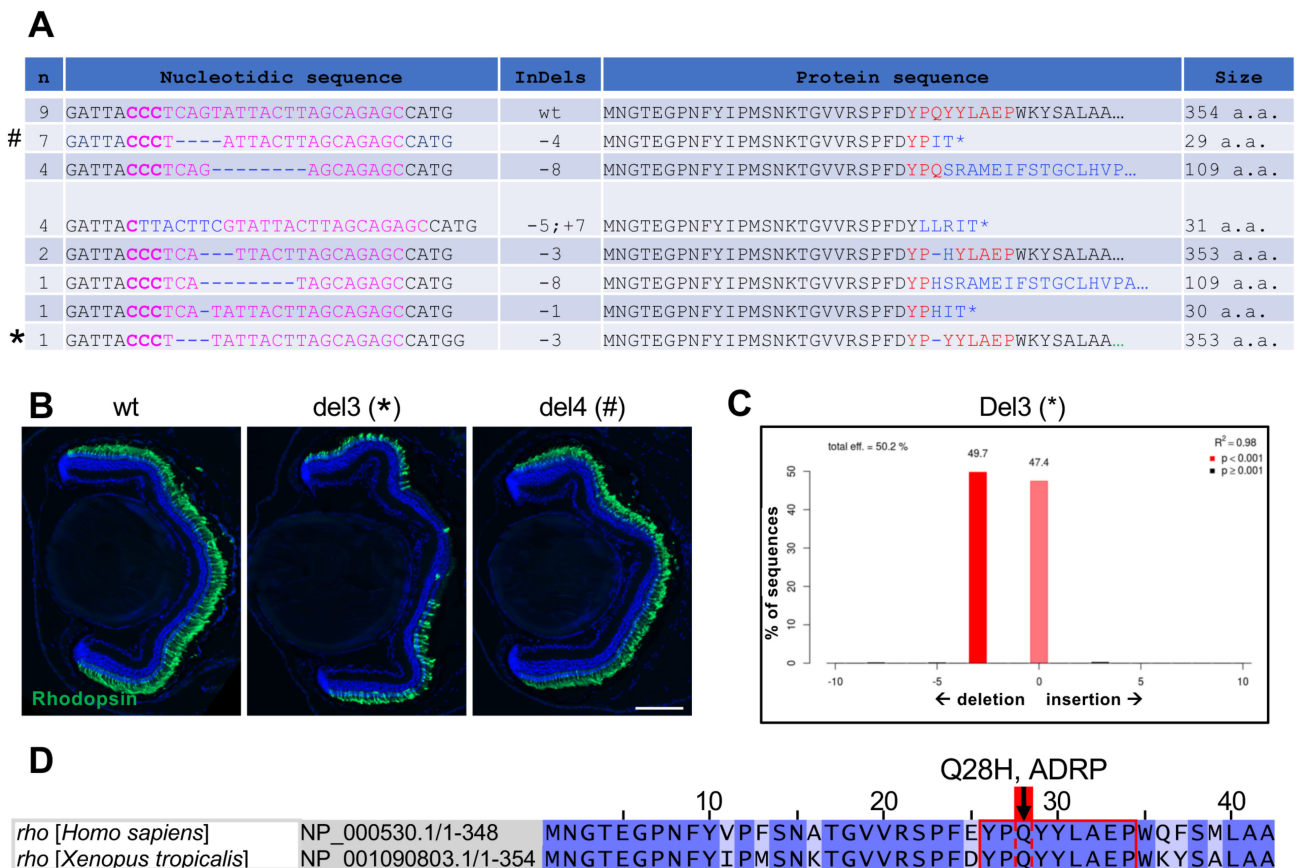 A
n Nucleotidic sequence InDels Protein sequence Size
9 GATTACCCTCAGTATTACTTAGCAGAGCCATG wt MNGTEGPNFYIPMSNKTGVVRSPFDYPQYYLAEPWKYSALAA… 354 a.a.
# 7 GATTACCCT----ATTACTTAGCAGAGCCATG -4 MNGTEGPNFYIPMSNKTGVVRSPFDYPIT* 29 a.a.
4 GATTACCCTCAG--------AGCAGAGCCATG -8 MNGTEGPNFYIPMSNKTGVVRSPFDYPQSRAMEIFSTGCLHVP… 109 a.a.
4 GATTACTTACTTCGTATTACTTAGCAGAGCCATG -5;+7 MNGTEGPNFYIPMSNKTGVVRSPFDYLLRIT* 31 a.a.
2 GATTACCCTCA---TTACTTAGCAGAGCCATG -3 MNGTEGPNFYIPMSNKTGVVRSPFDYP-HYLAEPWKYSALAA… 353 a.a.
1 GATTACCCTCA--------TAGCAGAGCCATG -8 MNGTEGPNFYIPMSNKTGVVRSPFDYPHSRAMEIFSTGCLHVPA… 109 a.a.
1 GATTACCCTCA-TATTACTTAGCAGAGCCATG -1 MNGTEGPNFYIPMSNKTGVVRSPFDYPHIT* 30 a.a.
* 1 GATTACCCT---TATTACTTAGCAGAGCCATGG -3 MNGTEGPNFYIPMSNKTGVVRSPFDYP-YYLAEPWKYSALAA… 353 a.a.
B wt del3 (*) del4 (#)
Rhodopsin
C Del3 (*)
total eff. = 50.2 %
R² = 0.98
p < 0.001
p ≥ 0.001
49.7
47.4
% of sequences
50
40
30
20
10
0
-10 -5 0 5 10
← deletion insertion →
D
Q28H, ADRP
10 20 30 40
rho [Homo sapiens] NP_000530.1/1-348 MNGTEGPNFYVPFSNATGVVRSPFEYPQYYLAEPWQFSMLAA
rho [Xenopus tropicalis] NP_001090803.1/1-354 MNGTEGPNFYIPMSNKTGVVRSPFDYPQYYLAEPWKYSALAA